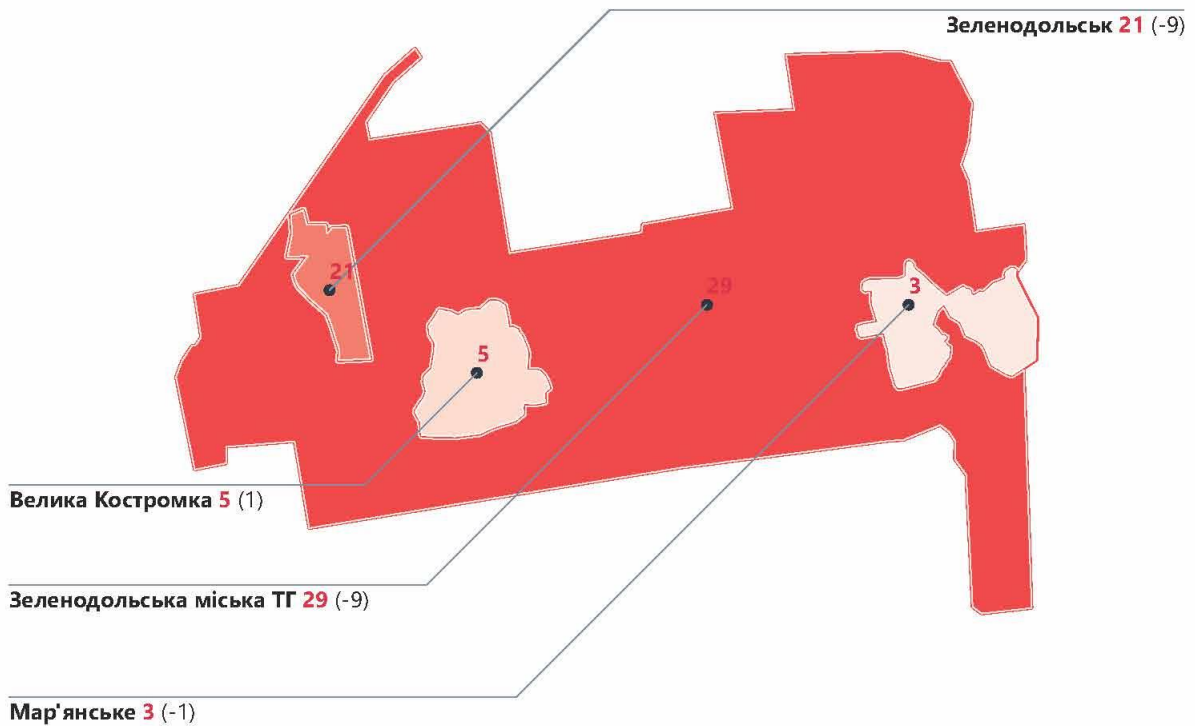 Зеленодольськ 21 (-9)
21
29
3
5
Велика Костромка 5 (1)
Зеленодольська міська ТГ 29 (-9)
Мар'янське 3 (-1)